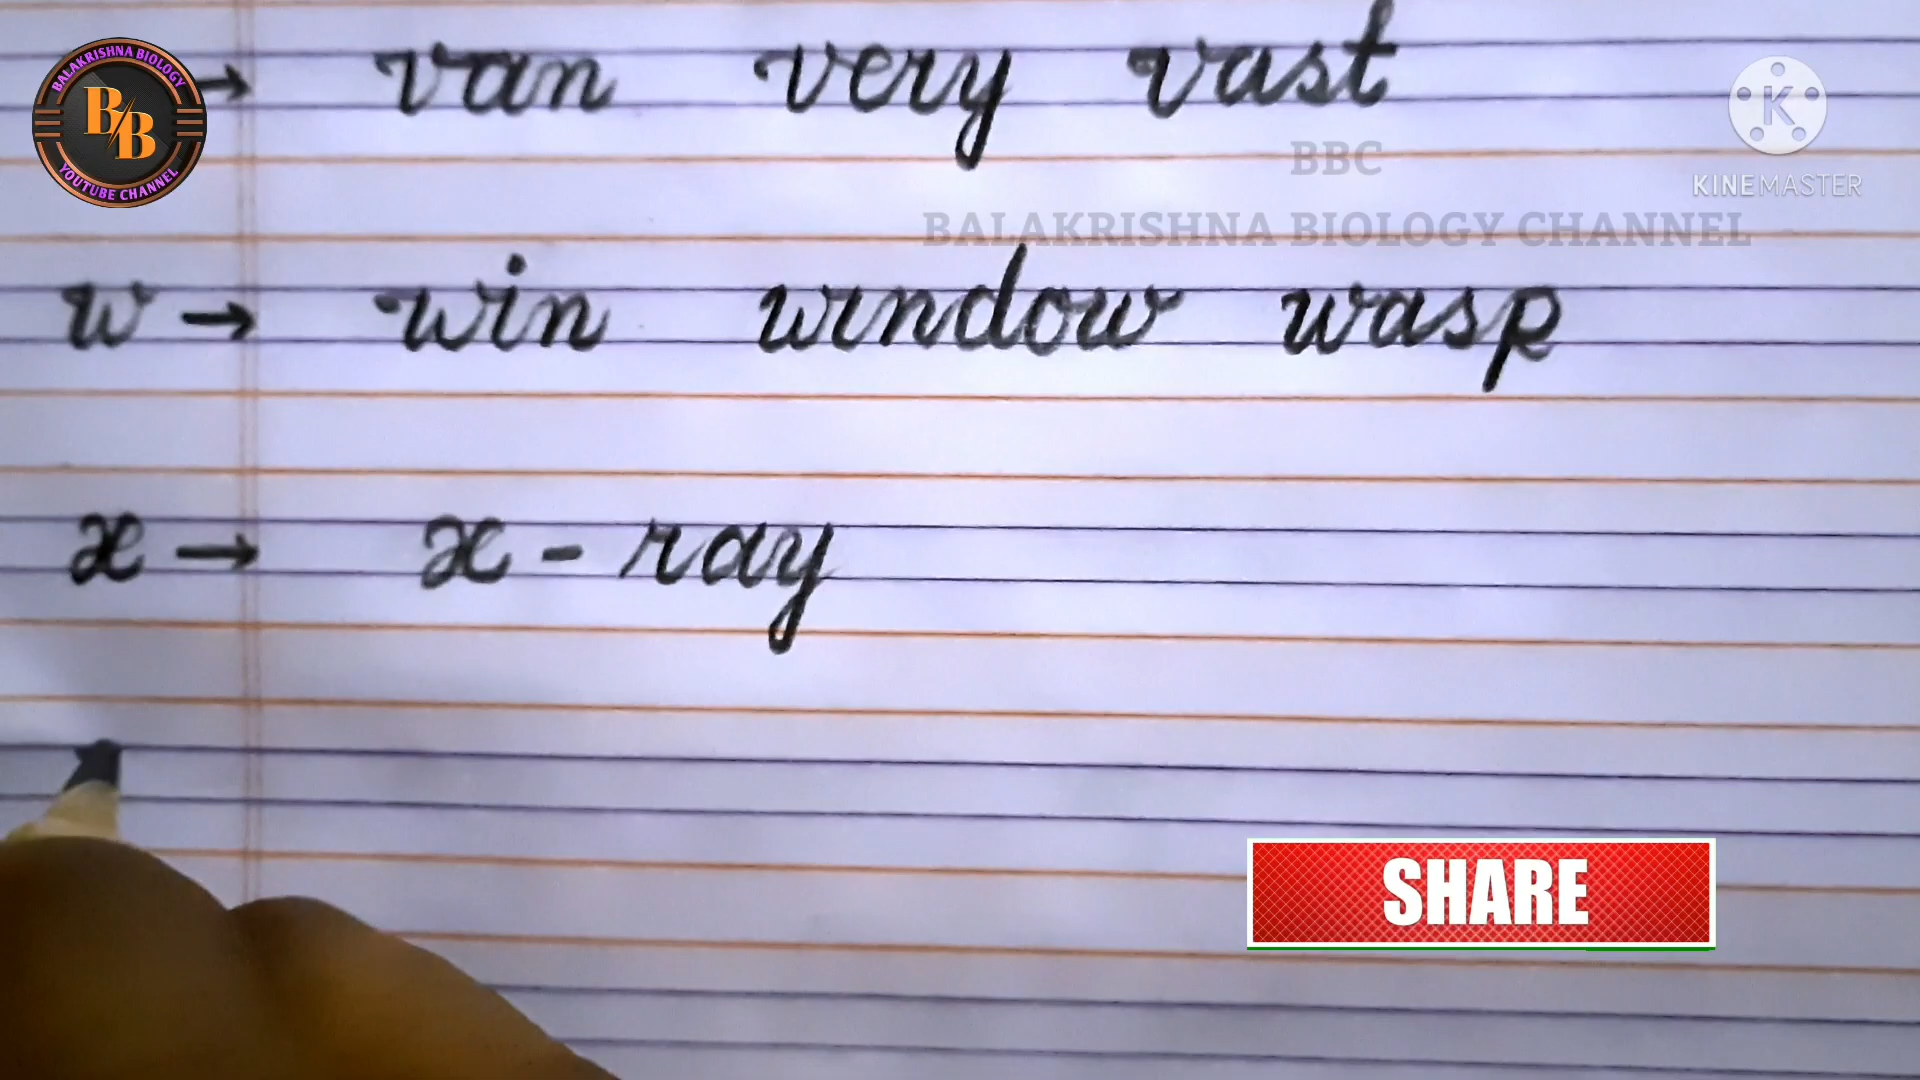 BALAKRISHNA BIOLOGY
BB
YOUTUBE CHANNEL
→ van very vast
K
KINEMASTER
BBC
BALAKRISHNA BIOLOGY CHANNEL
w → win window wasp
x → x - ray
SHARE